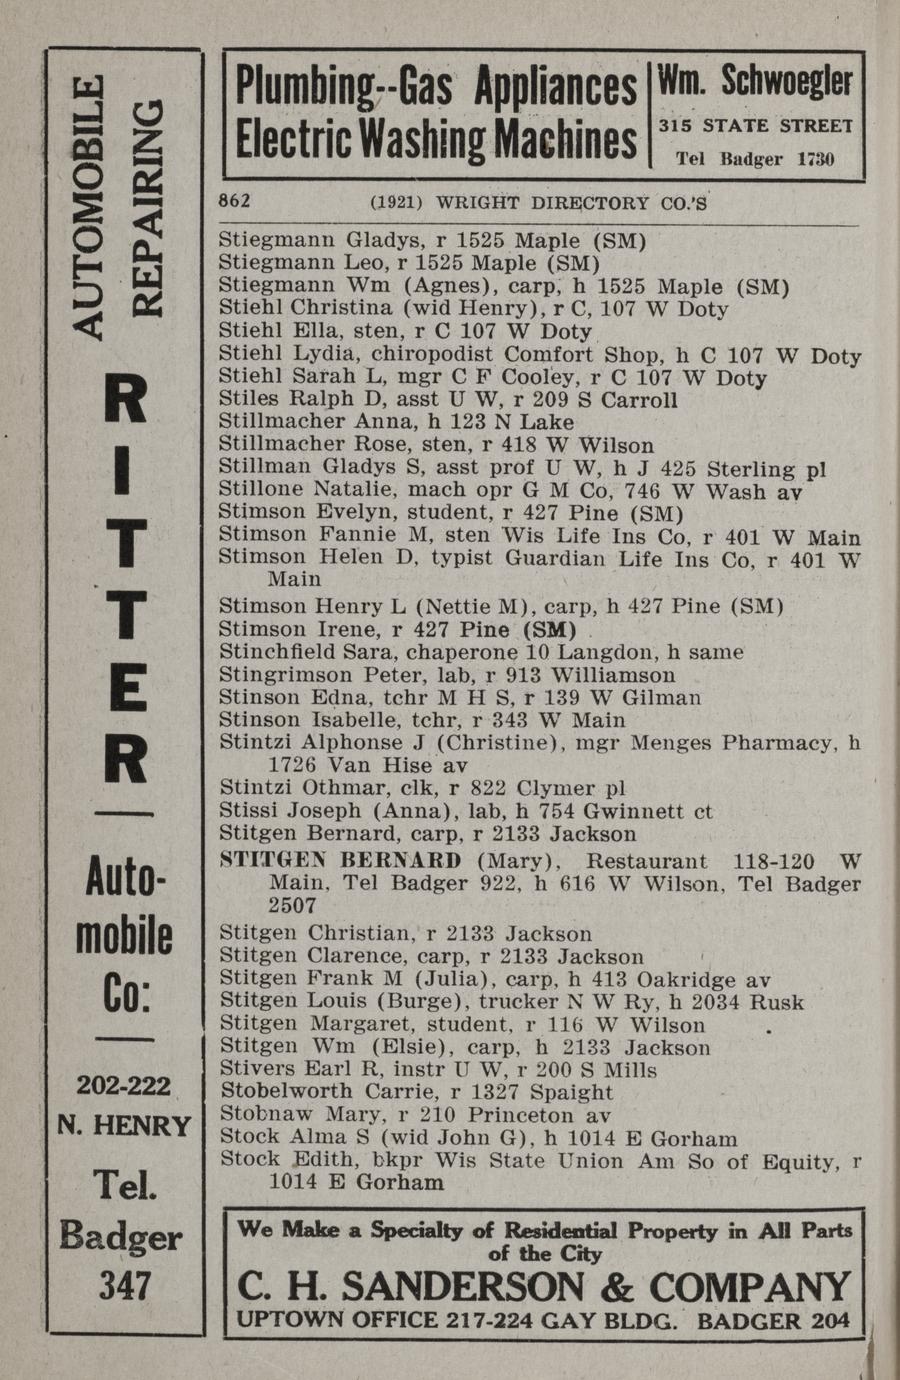 AUTOMOBILE
REPAIRING
R
I
T
T
E
R
Auto-
mobile
Co:
202-222
N. HENRY
Tel.
Badger
347
Plumbing--Gas Appliances
Electric Washing Machines
Wm. Schwoegler
315 STATE STREET
Tel Badger 1730
862 (1921) WRIGHT DIRECTORY CO.'S
Stiegmann Gladys, r 1525 Maple (SM)
Stiegmann Leo, r 1525 Maple (SM)
Stiegmann Wm (Agnes), carp, h 1525 Maple (SM)
Stiehl Christina (wid Henry), r C, 107 W Doty
Stiehl Ella, sten, r C 107 W Doty
Stiehl Lydia, chiropodist Comfort Shop, h C 107 W Doty
Stiehl Sarah L, mgr C F Cooley, r C 107 W Doty
Stiles Ralph D, asst U W, r 209 S Carroll
Stillmacher Anna, h 123 N Lake
Stillmacher Rose, sten, r 418 W Wilson
Stillman Gladys S, asst prof U W, h J 425 Sterling pl
Stillone Natalie, mach opr G M Co, 746 W Wash av
Stimson Evelyn, student, r 427 Pine (SM)
Stimson Fannie M, sten Wis Life Ins Co, r 401 W Main
Stimson Helen D, typist Guardian Life Ins Co, r 401 W
Main
Stimson Henry L (Nettie M), carp, h 427 Pine (SM)
Stimson Irene, r 427 Pine (SM)
Stinchfield Sara, chaperone 10 Langdon, h same
Stingrimson Peter, lab, r 913 Williamson
Stinson Edna, tchr M H S, r 139 W Gilman
Stinson Isabelle, tchr, r 343 W Main
Stintzi Alphonse J (Christine), mgr Menges Pharmacy, h
1726 Van Hise av
Stintzi Othmar, clk, r 822 Clymer pl
Stissi Joseph (Anna), lab, h 754 Gwinnett ct
Stitgen Bernard, carp, r 2133 Jackson
STITGEN BERNARD (Mary), Restaurant 118-120 W
Main, Tel Badger 922, h 616 W Wilson, Tel Badger
2507
Stitgen Christian, r 2133 Jackson
Stitgen Clarence, carp, r 2133 Jackson
Stitgen Frank M (Julia), carp, h 413 Oakridge av
Stitgen Louis (Burge), trucker N W Ry, h 2034 Rusk
Stitgen Margaret, student, r 116 W Wilson
Stitgen Wm (Elsie), carp, h 2133 Jackson
Stivers Earl R, instr U W, r 200 S Mills
Stobelworth Carrie, r 1327 Spaight
Stobnaw Mary, r 210 Princeton av
Stock Alma S (wid John G), h 1014 E Gorham
Stock Edith, bkpr Wis State Union Am So of Equity, r
1014 E Gorham
We Make a Specialty of Residential Property in All Parts
of the City
C. H. SANDERSON & COMPANY
UPTOWN OFFICE 217-224 GAY BLDG. BADGER 204